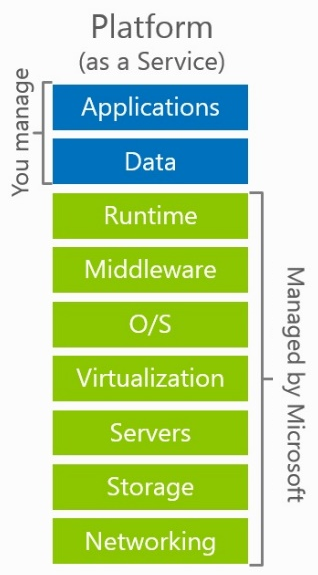 Platform
(as a Service)
You manage
Applications
Data
Runtime
Middleware
O/S
Virtualization
Servers
Storage
Networking
Managed by Microsoft